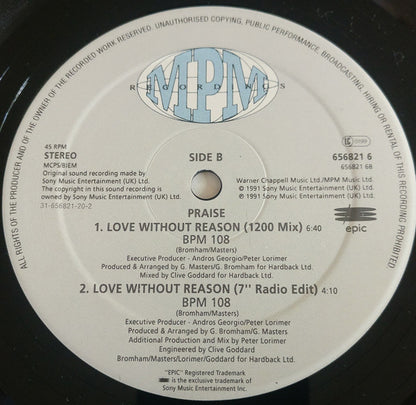 ALL RIGHTS OF THE PRODUCER AND OF THE OWNER OF THE RECORDED WORK RESERVED. UNAUTHORISED COPYING, PUBLIC PERFORMANCE, BROADCASTING, HIRING OR RENTAL OF THIS RECORDING PROHIBITED.
MPM
RECORDINGS
45 RPM
STEREO
MCPS/BIEM
SIDE B
656821 6
656821 6B
Original sound recording made by
Sony Music Entertainment (UK) Ltd.
The copyright in this sound recording is
owned by Sony Music Entertainment (UK) Ltd.
31-656821-20-2
Warner Chappell Music Ltd./MPM Music
℗ 1991 Sony Music Entertainment (UK) Ltd.
© 1991 Sony Music Entertainment (UK) Ltd.
PRAISE
epic
1. LOVE WITHOUT REASON (1200 Mix) 6:40
BPM 108
(Bromham/Masters)
Executive Producer - Andros Georgio/Peter Lorimer
Produced & Arranged by G. Masters/G. Bromham for Hardback Ltd.
Mixed by Clive Goddard for Hardback Ltd.
2. LOVE WITHOUT REASON (7" Radio Edit) 4:10
BPM 108
(Bromham/Masters)
Executive Producer - Andros Georgio/Peter Lorimer
Produced & Arranged by G. Bromham/G. Masters
Additional Production and Mix by Peter Lorimer
Engineered by Clive Goddard
Bromham/Masters/Lorimer/Goddard for Hardback Ltd.
"EPIC" Registered Trademark
is the exclusive trademark of
Sony Music Entertainment Inc.